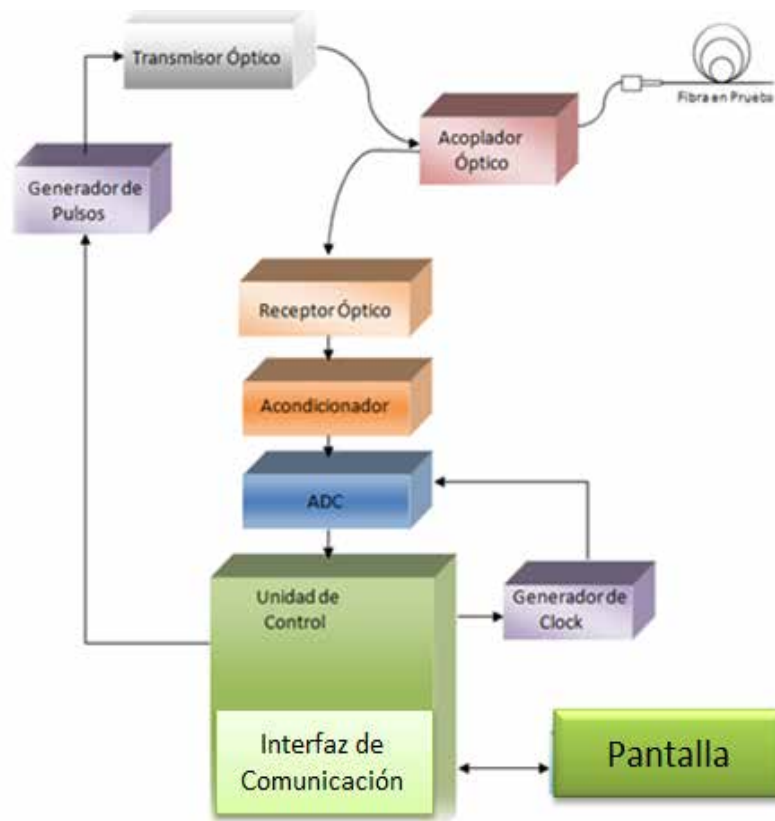 Transmisor Óptico
Fibra en Prueba
Acoplador
Óptico
Generador de
Pulsos
Receptor Óptico
Acondicionador
ADC
Unidad de
Control
Generador de
Clock
Interfaz de
Comunicación
Pantalla